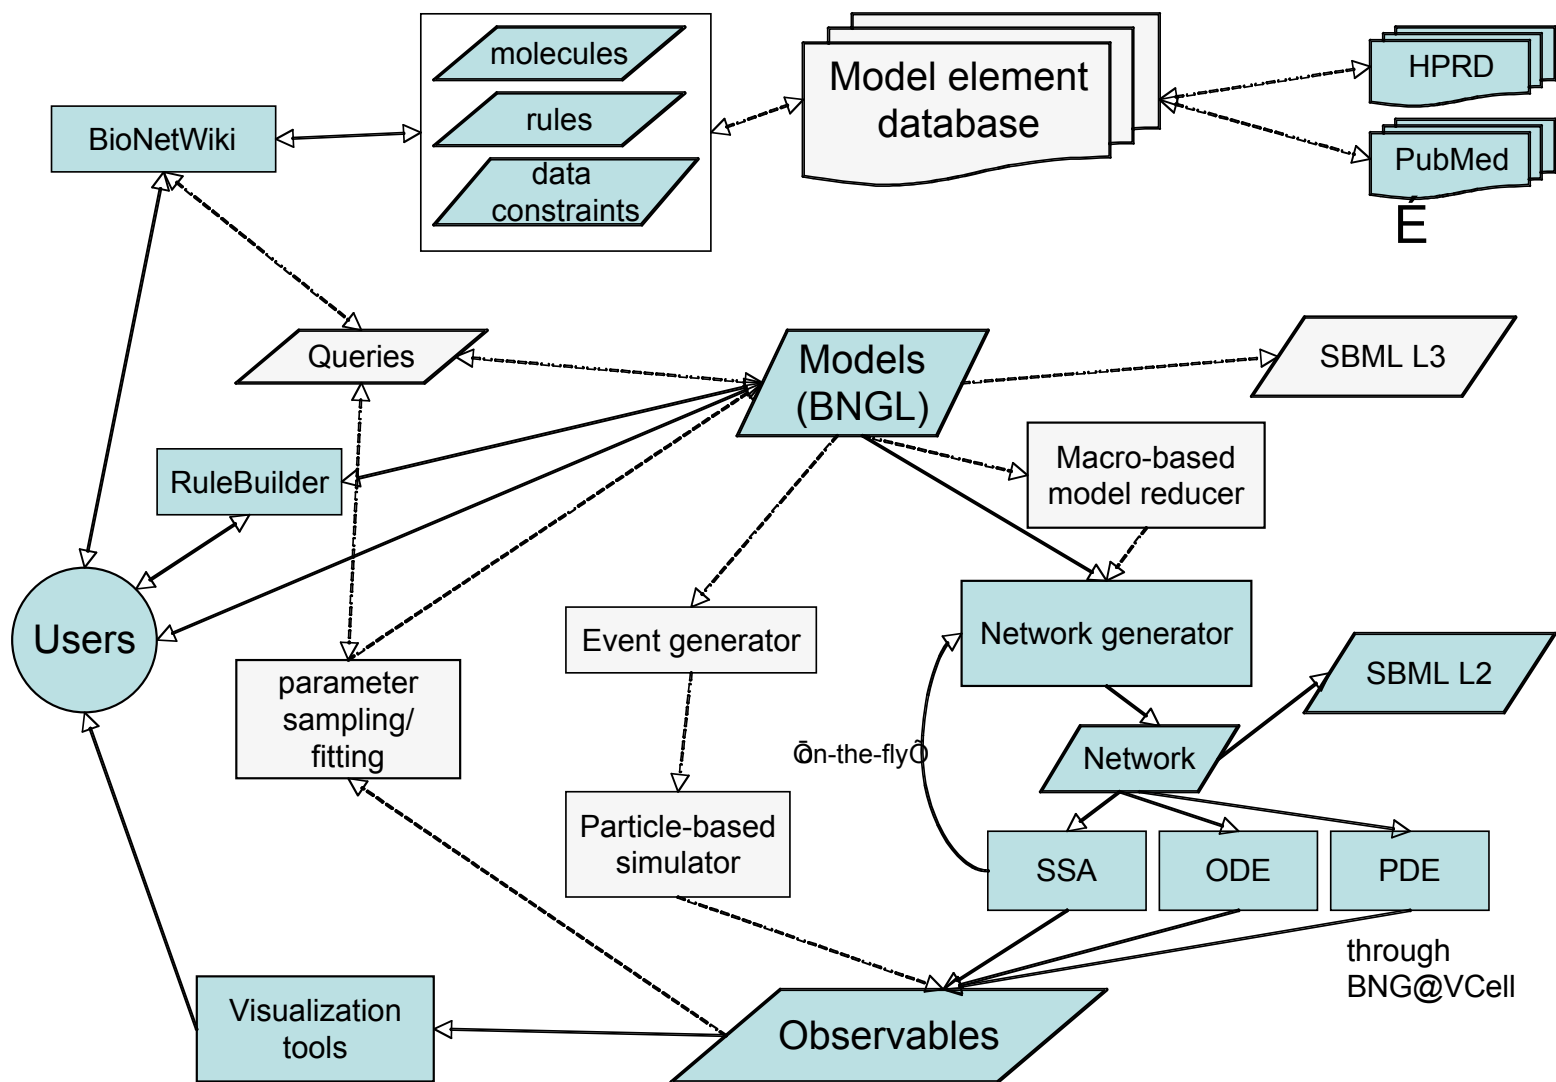 molecules
rules
data
constraints
Model element
database
HPRD
PubMed
É
BioNetWiki
Queries
Models
(BNGL)
SBML L3
RuleBuilder
Macro-based
model reducer
Users
Event generator
Network generator
SBML L2
parameter
sampling/
fitting
Network
Õon-the-flyÕ
Particle-based
simulator
SSA
ODE
PDE
through
BNG@VCell
Visualization
tools
Observables